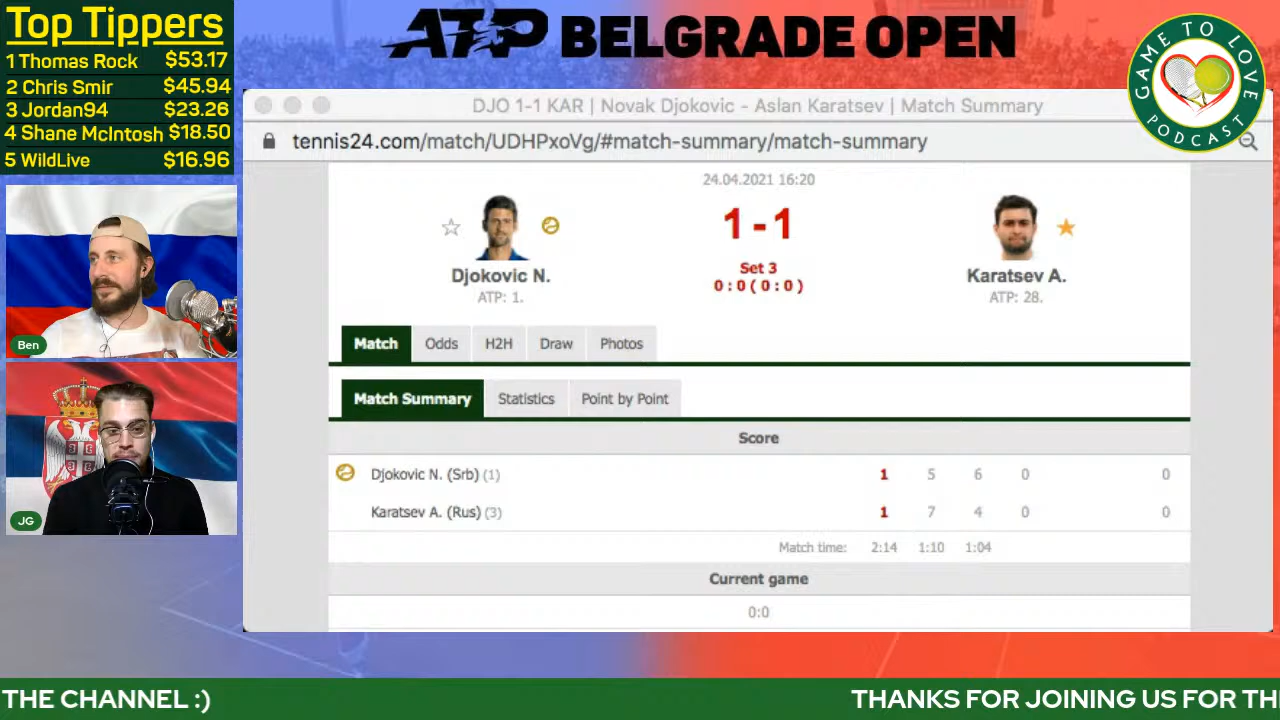 Top Tippers
1 Thomas Rock $53.17
2 Chris Smir $45.94
3 Jordan94 $23.26
4 Shane McIntosh $18.50
5 WildLive $16.96
ATP BELGRADE OPEN
GAME TO LOVE
PODCAST
DJO 1-1 KAR | Novak Djokovic - Aslan Karatsev | Match Summary
tennis24.com/match/UDHPxoVg/#match-summary/match-summary
24.04.2021 16:20
1 - 1
Set 3
0 : 0 ( 0 : 0 )
Djokovic N.
ATP: 1.
Karatsev A.
ATP: 28.
Match Odds H2H Draw Photos
Match Summary Statistics Point by Point
Score
Djokovic N. (Srb) (1) 1 5 6 0 0
Karatsev A. (Rus) (3) 1 7 4 0 0
Match time: 2:14 1:10 1:04
Current game
0:0
Ben
JG
THE CHANNEL :) THANKS FOR JOINING US FOR TH